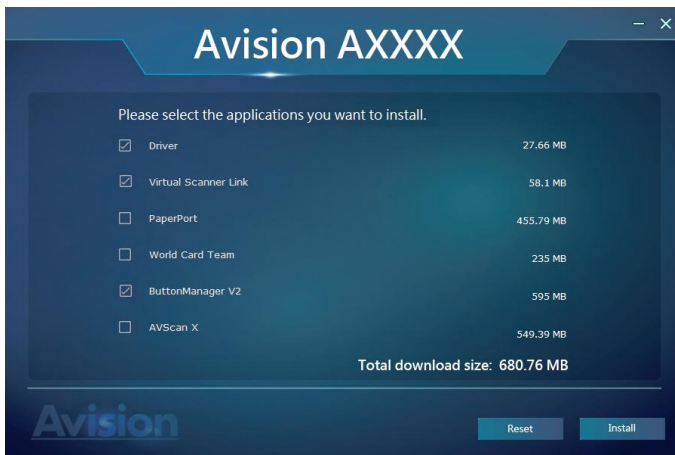 Avision AXXXX
Please select the applications you want to install.
Driver 27.66 MB
Virtual Scanner Link 58.1 MB
PaperPort 455.79 MB
World Card Team 235 MB
ButtonManager V2 595 MB
AVScan X 549.39 MB
Total download size: 680.76 MB
Avision
Reset Install